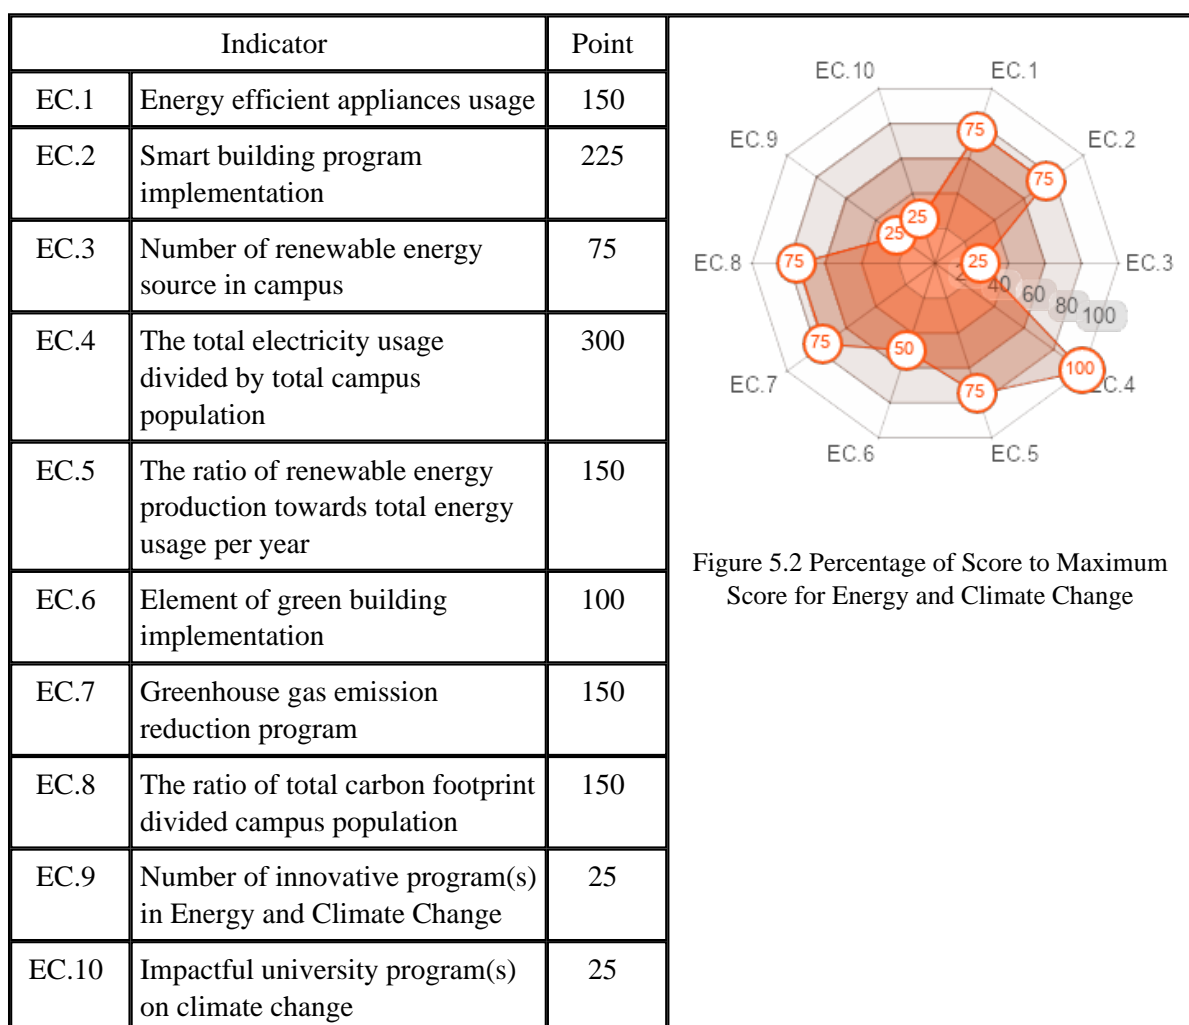 Indicator Point
EC.1 Energy efficient appliances usage 150
EC.2 Smart building program 225
implementation
EC.3 Number of renewable energy 75
source in campus
EC.4 The total electricity usage 300
divided by total campus
population
EC.5 The ratio of renewable energy 150
production towards total energy
usage per year
EC.6 Element of green building 100
implementation
EC.7 Greenhouse gas emission 150
reduction program
EC.8 The ratio of total carbon footprint 150
divided campus population
EC.9 Number of innovative program(s) 25
in Energy and Climate Change
EC.10 Impactful university program(s) 25
on climate change
EC.10 EC.1
75
EC.9 EC.2
75
25
25
EC.8 75 25 EC.3
40 60 80 100
75 50 100
EC.7 75
EC.6 EC.5
Figure 5.2 Percentage of Score to Maximum
Score for Energy and Climate Change